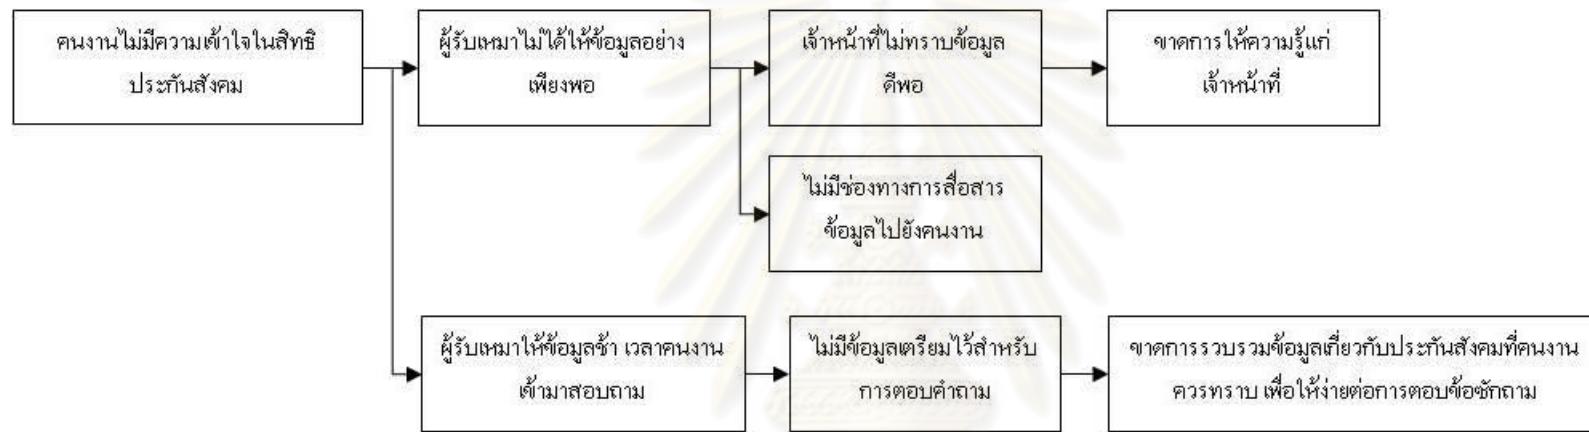 คนงานไม่มีความเข้าใจในสิทธิ
ประกันสังคม
ผู้รับเหมาไม่ได้ให้ข้อมูลอย่าง
เพียงพอ
เจ้าหน้าที่ไม่ทราบข้อมูล
ดีพอ
ขาดการให้ความรู้แก่
เจ้าหน้าที่
ไม่มีช่องทางการสื่อสาร
ข้อมูลไปยังคนงาน
ผู้รับเหมาให้ข้อมูลช้า เวลาคนงาน
เข้ามาสอบถาม
ไม่มีข้อมูลเตรียมไว้สำหรับ
การตอบคำถาม
ขาดการรวบรวมข้อมูลเกี่ยวกับประกันสังคมที่คนงาน
ควรทราบ เพื่อให้ง่ายต่อการตอบข้อซักถาม